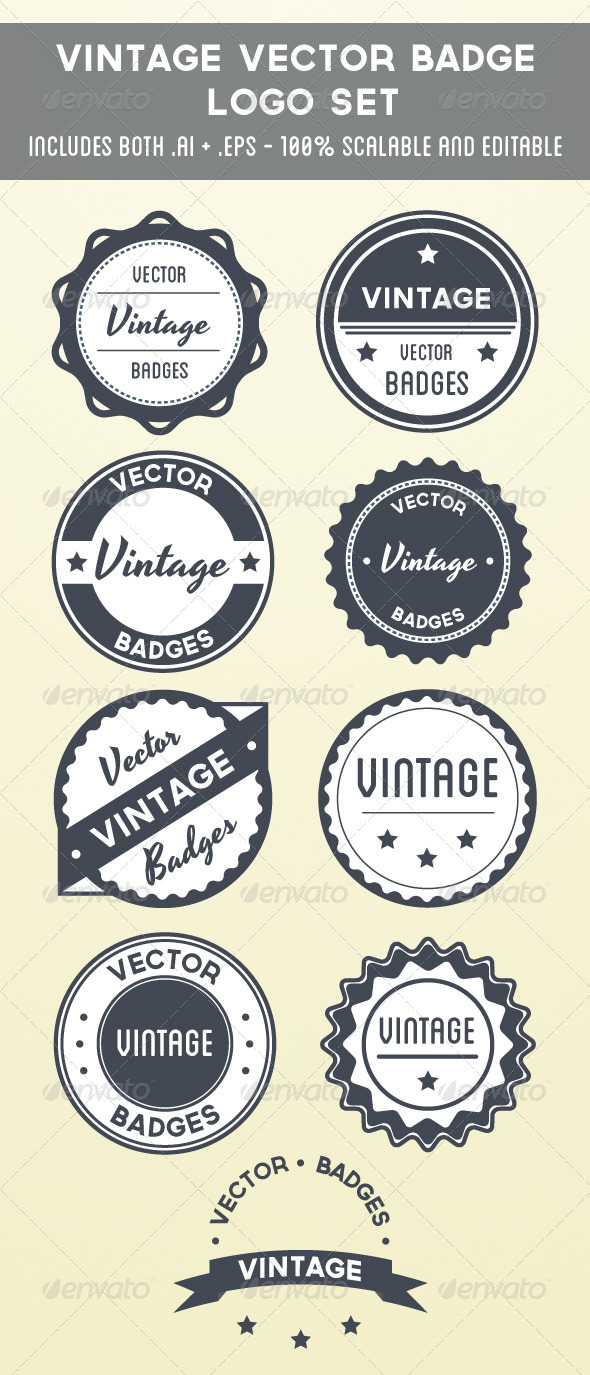 VINTAGE VECTOR BADGE
LOGO SET
INCLUDES BOTH .AI + .EPS - 100% SCALABLE AND EDITABLE
VECTOR
Vintage
BADGES
VINTAGE
VECTOR
BADGES
VECTOR
Vintage
BADGES
VECTOR
Vintage
BADGES
Vector
VINTAGE
Badges
VINTAGE
VECTOR
VINTAGE
BADGES
VINTAGE
VECTOR • BADGES
VINTAGE
envato